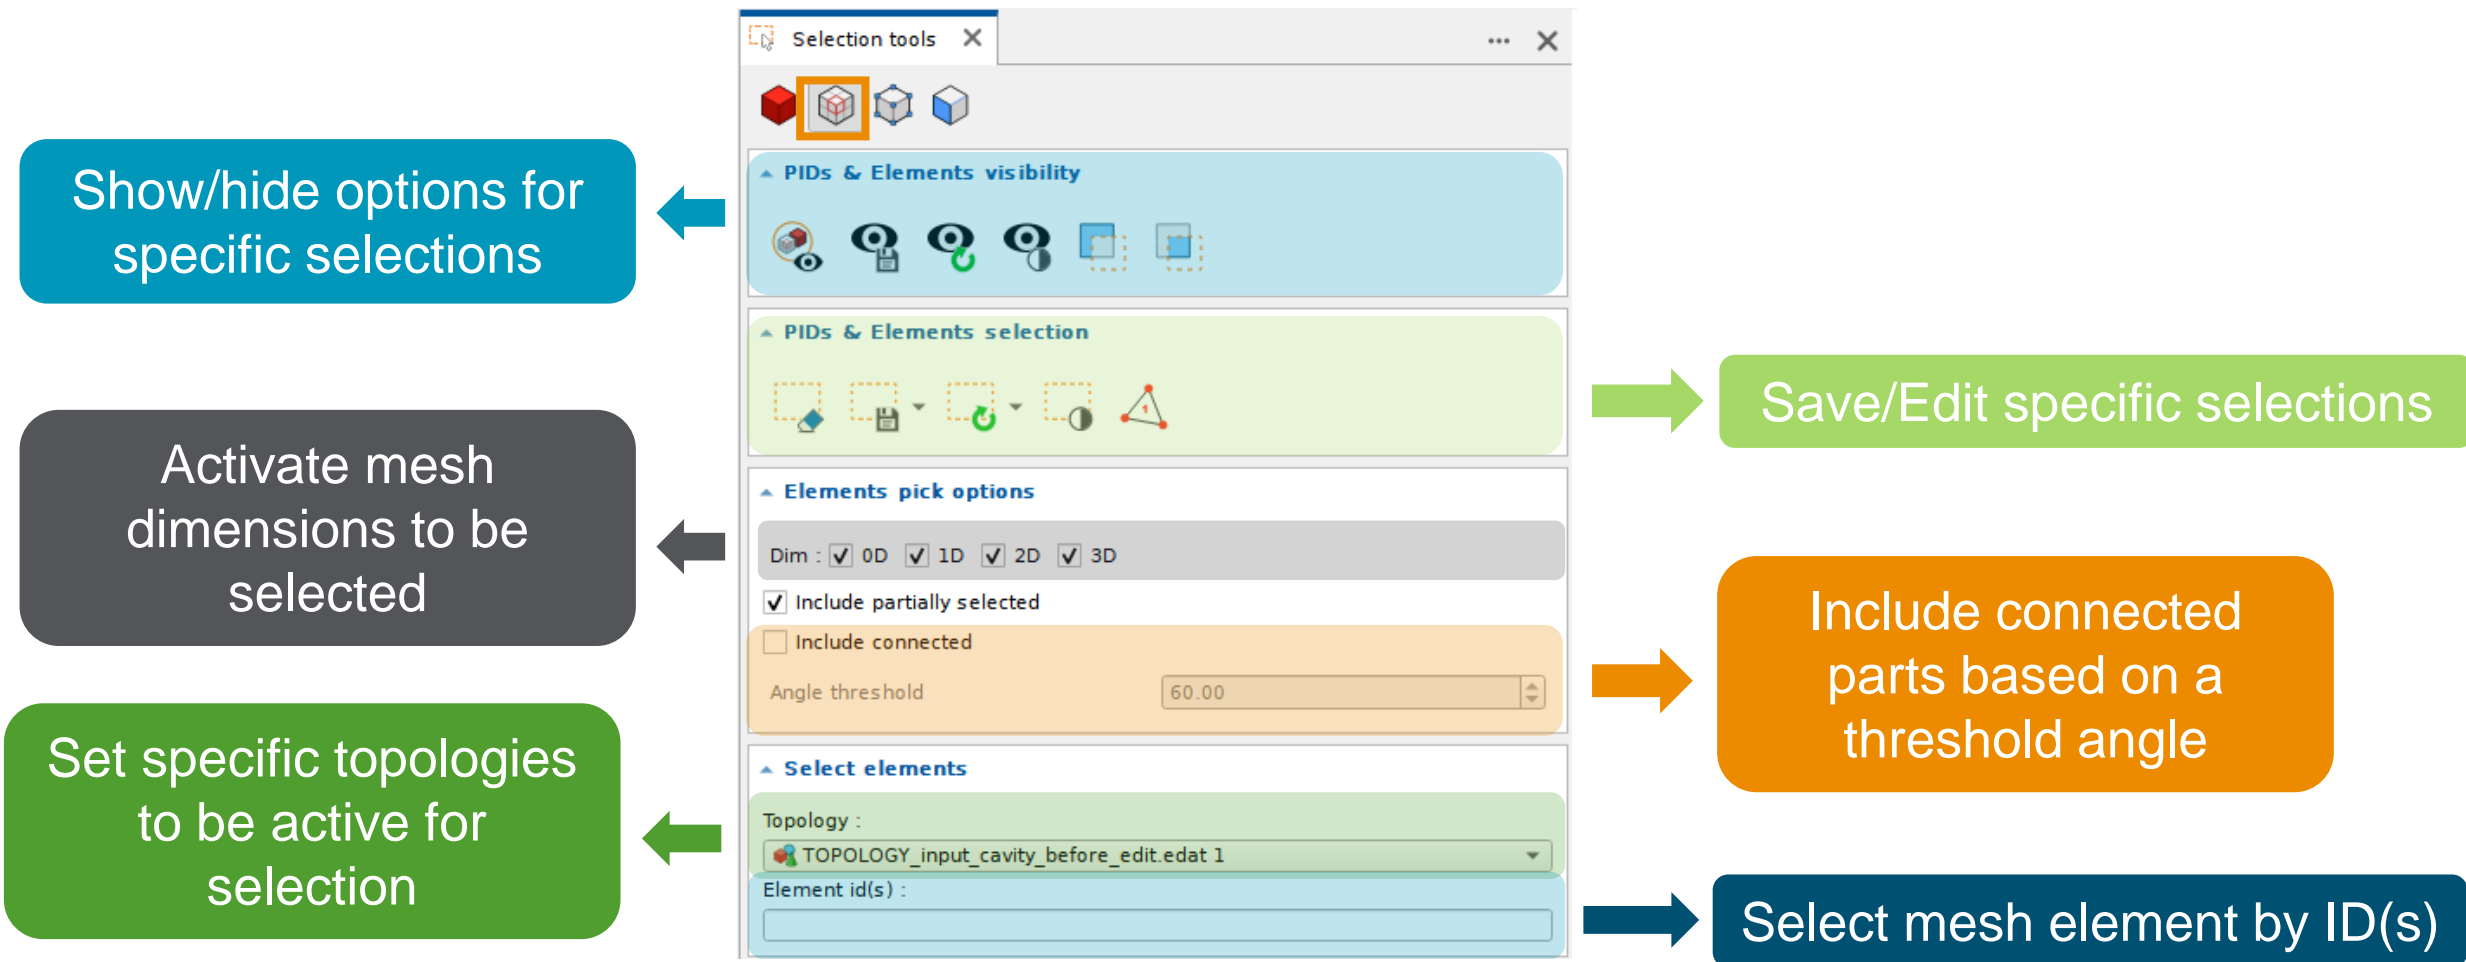 Selection tools
Show/hide options for
specific selections
PIDs & Elements visibility
PIDs & Elements selection
1
Save/Edit specific selections
Activate mesh
dimensions to be
selected
Elements pick options
Dim : 0D 1D 2D 3D
Include partially selected
Include connected
Angle threshold 60.00
Include connected
parts based on a
threshold angle
Set specific topologies
to be active for
selection
Select elements
Topology :
TOPOLOGY_input_cavity_before_edit.edat 1
Element id(s) :
Select mesh element by ID(s)